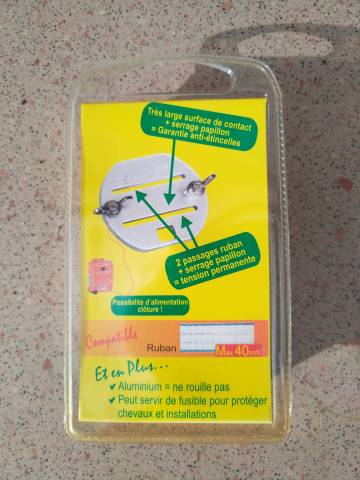 Très large surface de contact
+ serrage papillon
= Garantie anti-étincelles
2 passages ruban
+ serrage papillon
= tension permanente
Possibilité d'alimentation
clôture !
Compatible
Ruban
Max 40mm
Et en Plus...
✔ Aluminium = ne rouille pas
✔ Peut servir de fusible pour protéger
chevaux et installations